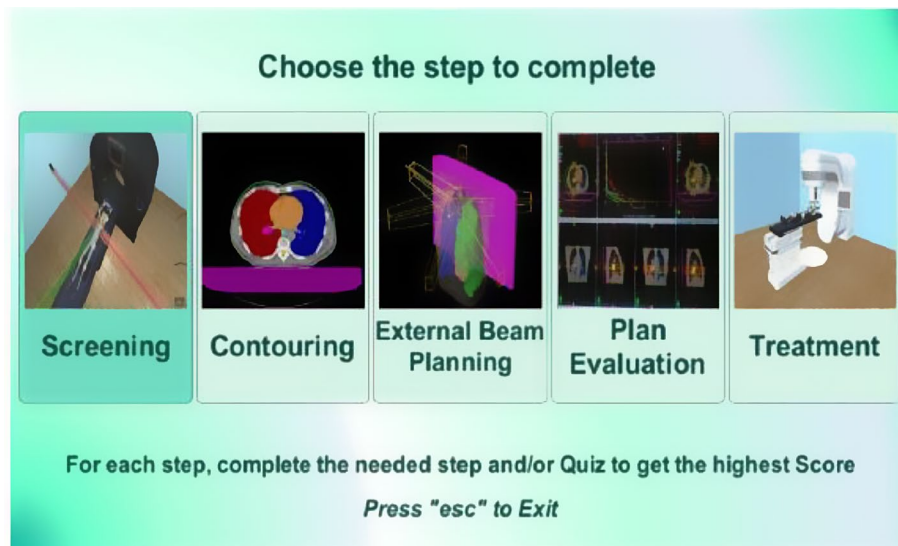 Choose the step to complete
Screening
Contouring
External Beam
Planning
Plan
Evaluation
Treatment
For each step, complete the needed step and/or Quiz to get the highest Score
Press "esc" to Exit